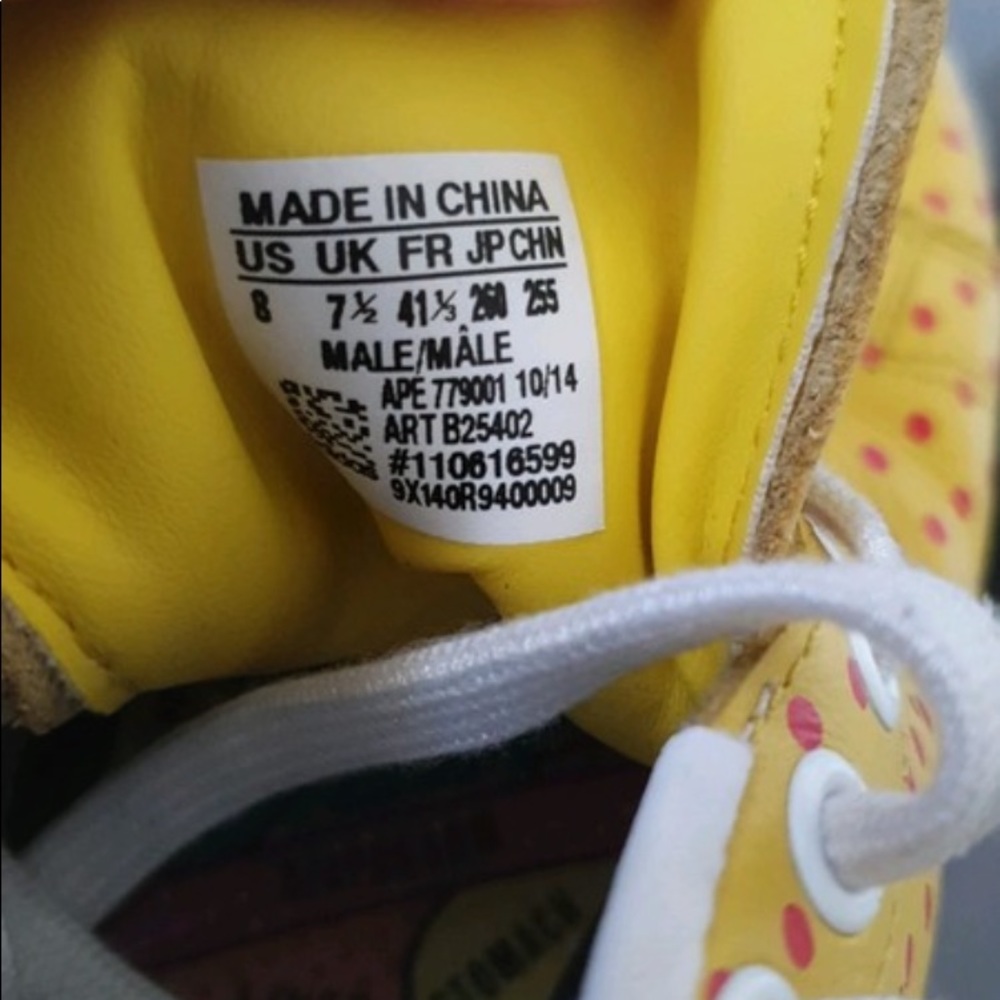 MADE IN CHINA
US UK FR JP CHN
8 7½ 41⅓ 260 255
MALE/MÂLE
APE 779001 10/14
ART B25402
#110616599
9X140R9400009
STOMACH